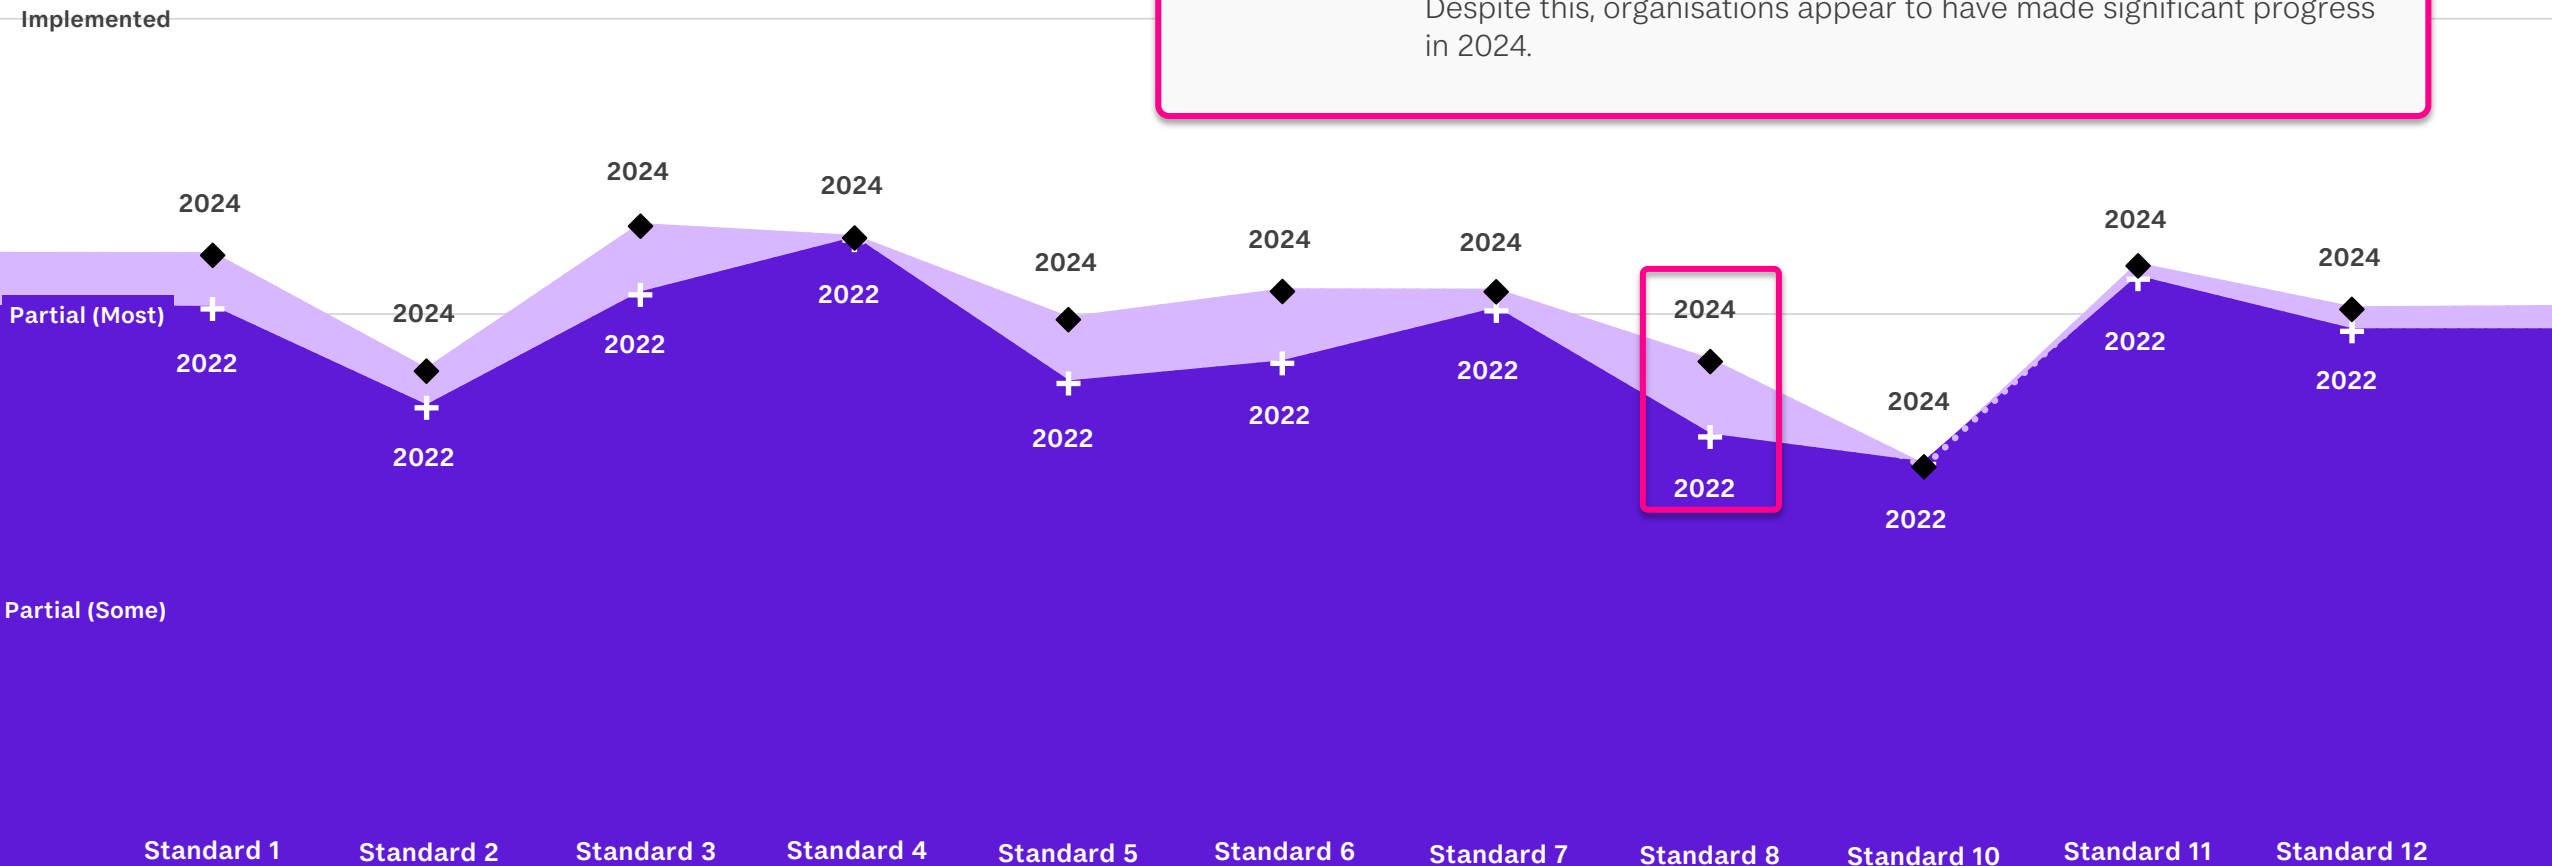 Implemented
Despite this, organisations appear to have made significant progress
in 2024.
2024 2024 2024 2024 2024 2024 2024 2024 2024 2024 2024
Partial (Most)
2022 2022 2022 2022 2022 2022 2022 2022 2022 2022 2022
Partial (Some)
Standard 1 Standard 2 Standard 3 Standard 4 Standard 5 Standard 6 Standard 7 Standard 8 Standard 10 Standard 11 Standard 12